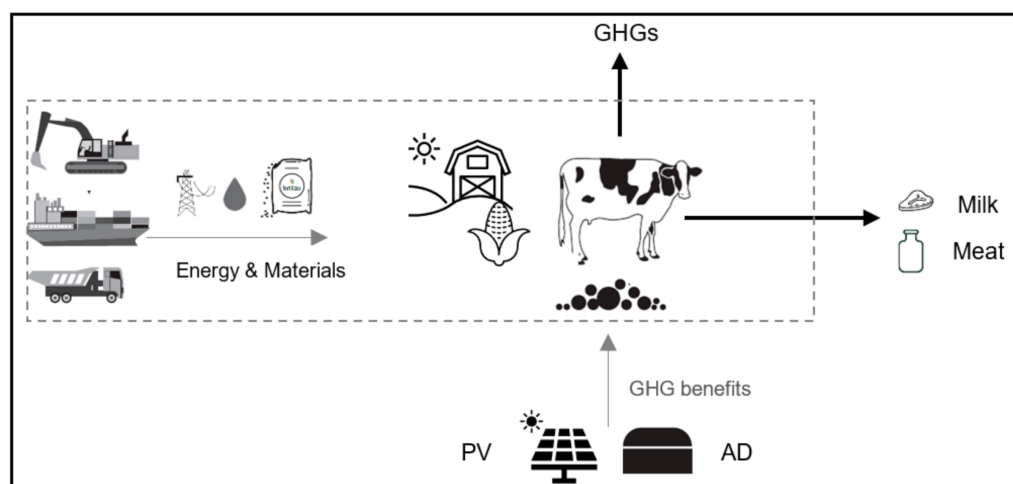 GHGs
Energy & Materials
Milk
Meat
GHG benefits
PV
AD